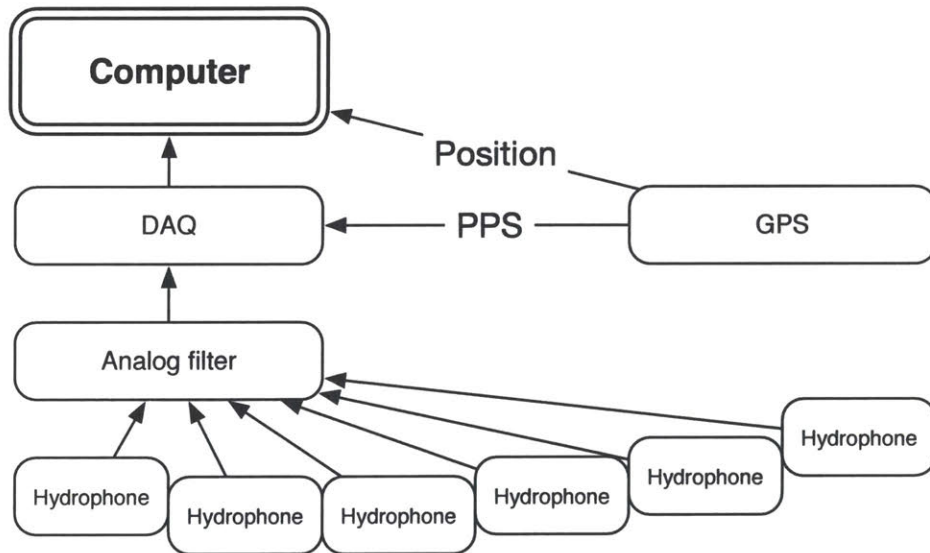 Computer
Position
DAQ
PPS
GPS
Analog filter
Hydrophone
Hydrophone
Hydrophone
Hydrophone
Hydrophone
Hydrophone